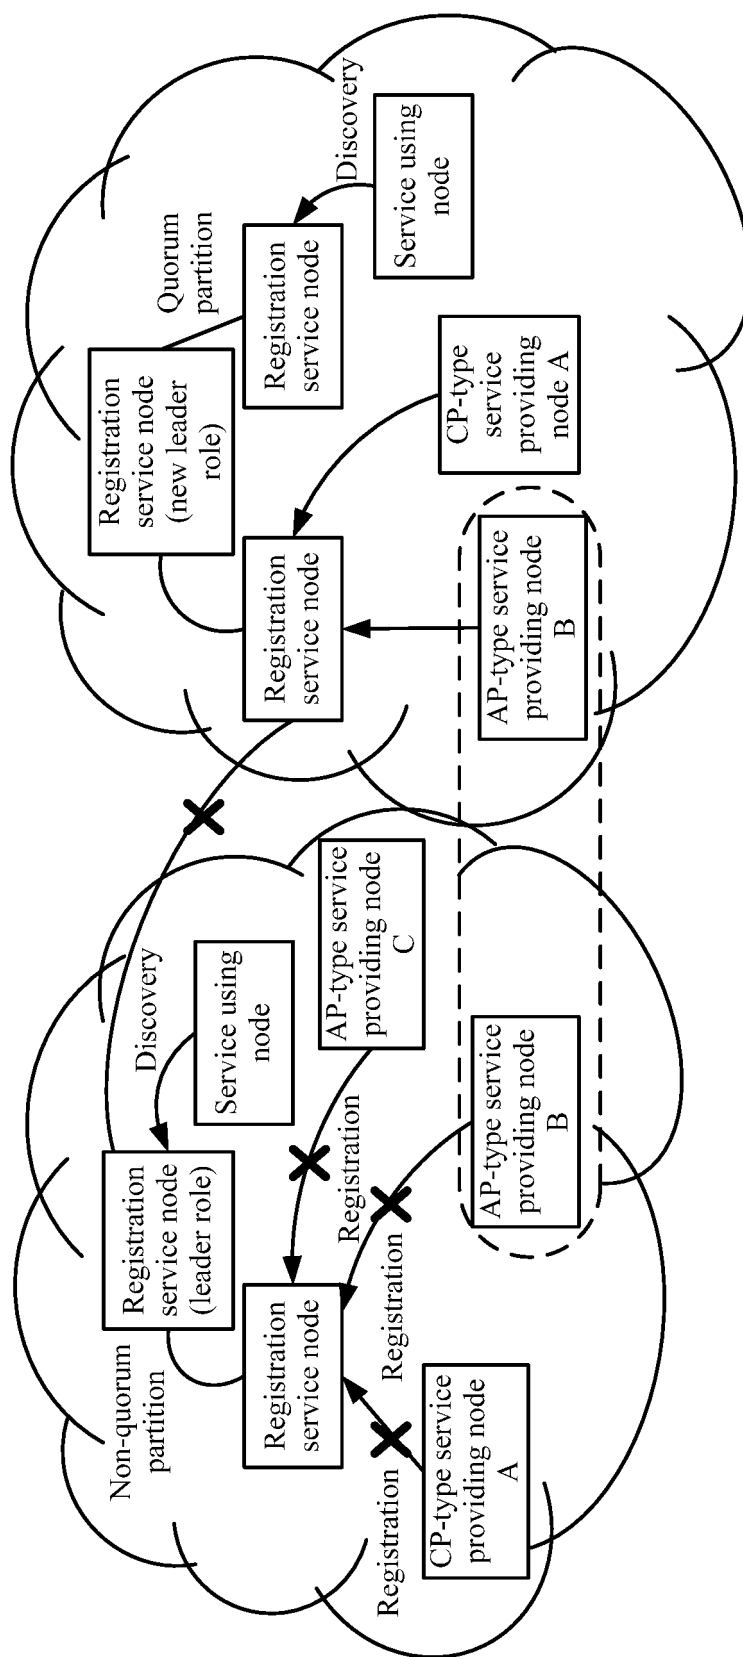 Non-quorum
partition
Registration
service node
(leader role)
Discovery
Service using
node
Registration
service node
AP-type service
providing node
C
Registration
Registration
Registration
CP-type service
providing node
A
AP-type service
providing node
B
Registration
service node
(new leader
role)
Quorum
partition
Registration
service node
Registration
service node
Discovery
Service using
node
CP-type
service
providing
node A
AP-type service
providing node
B